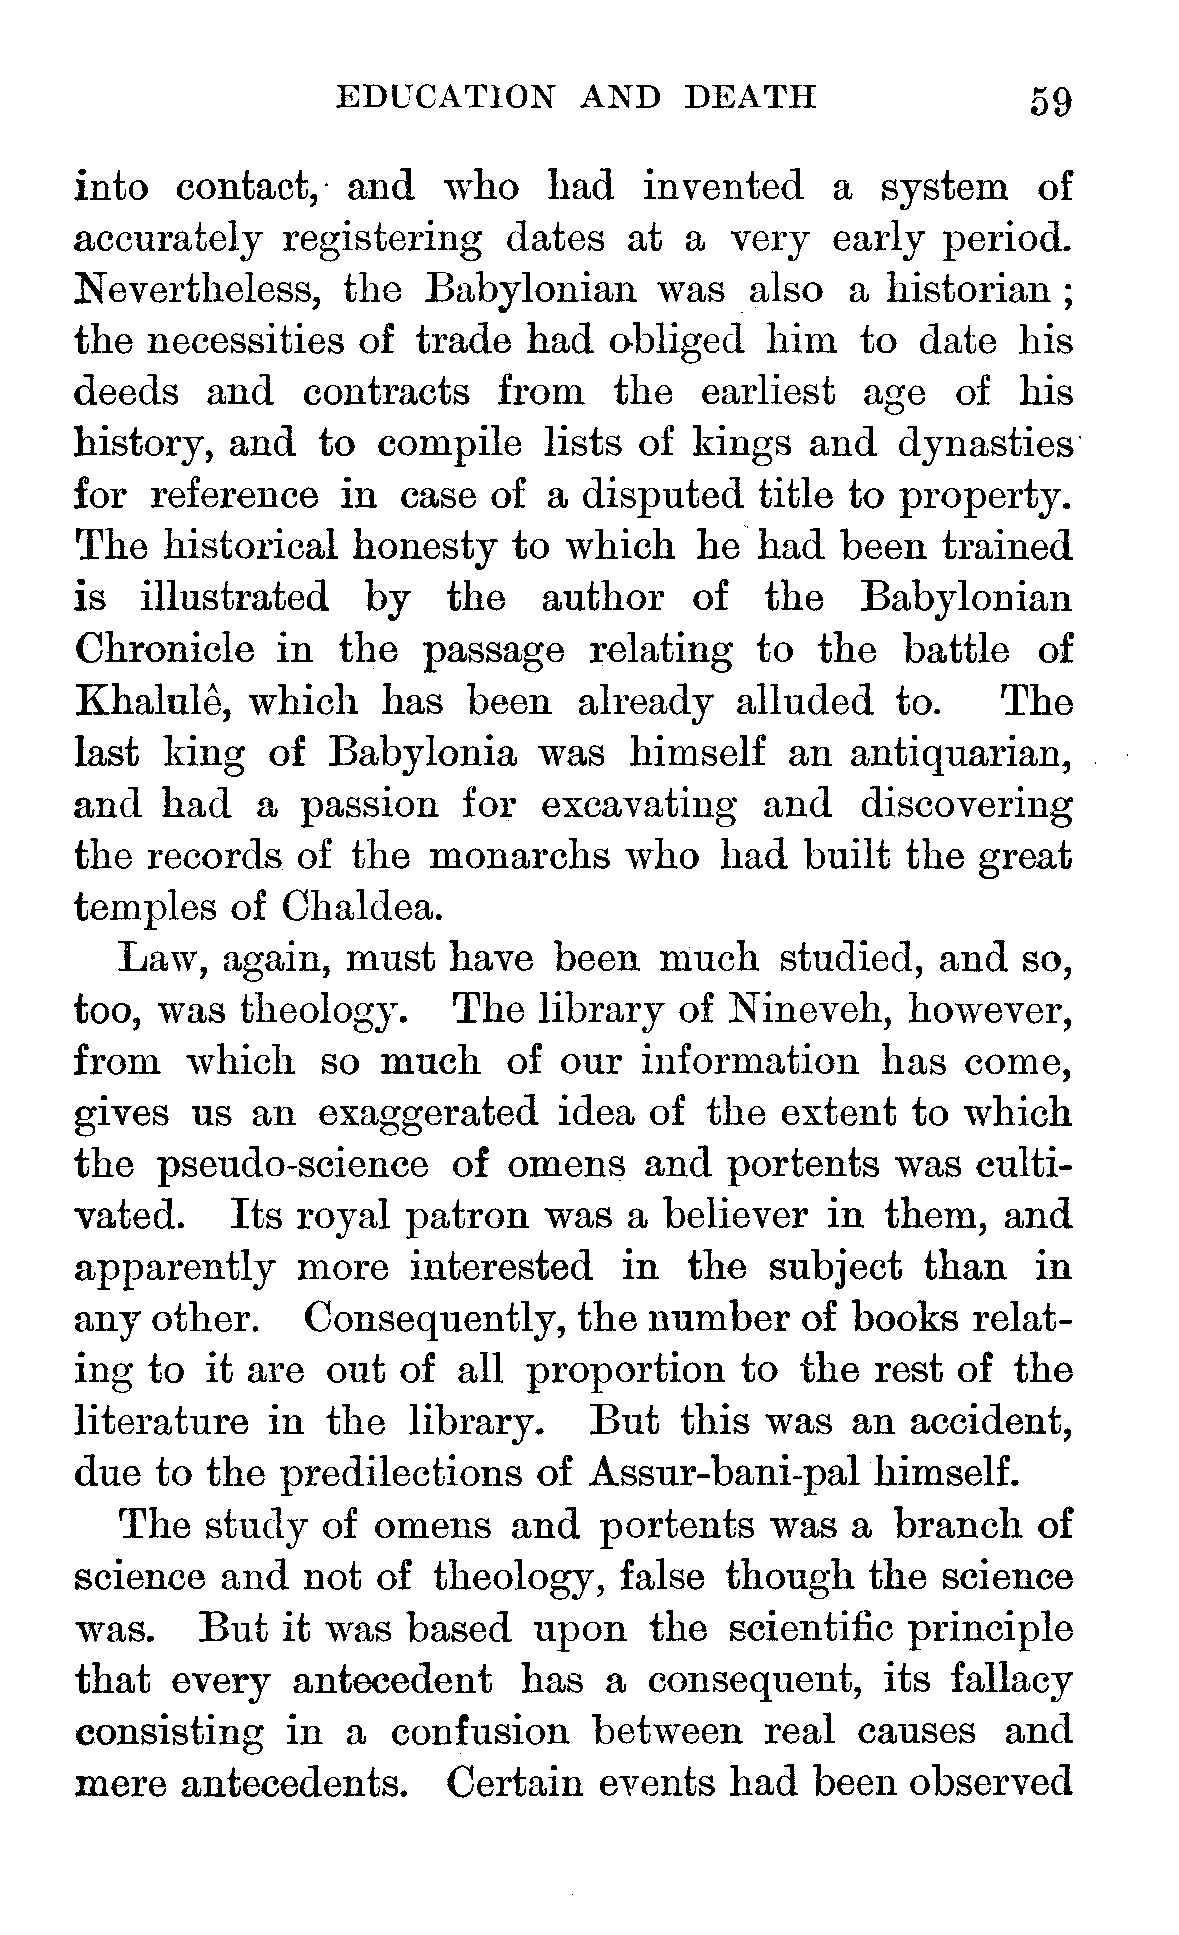 EDUCATION AND DEATH 59
into contact, and who had invented a system of
accurately registering dates at a very early period.
Nevertheless, the Babylonian was also a historian ;
the necessities of trade had obliged him to date his
deeds and contracts from the earliest age of his
history, and to compile lists of kings and dynasties
for reference in case of a disputed title to property.
The historical honesty to which he had been trained
is illustrated by the author of the Babylonian
Chronicle in the passage relating to the battle of
Khalulê, which has been already alluded to. The
last king of Babylonia was himself an antiquarian,
and had a passion for excavating and discovering
the records of the monarchs who had built the great
temples of Chaldea.
Law, again, must have been much studied, and so,
too, was theology. The library of Nineveh, however,
from which so much of our information has come,
gives us an exaggerated idea of the extent to which
the pseudo-science of omens and portents was culti-
vated. Its royal patron was a believer in them, and
apparently more interested in the subject than in
any other. Consequently, the number of books relat-
ing to it are out of all proportion to the rest of the
literature in the library. But this was an accident,
due to the predilections of Assur-bani-pal himself.
The study of omens and portents was a branch of
science and not of theology, false though the science
was. But it was based upon the scientific principle
that every antecedent has a consequent, its fallacy
consisting in a confusion between real causes and
mere antecedents. Certain events had been observed